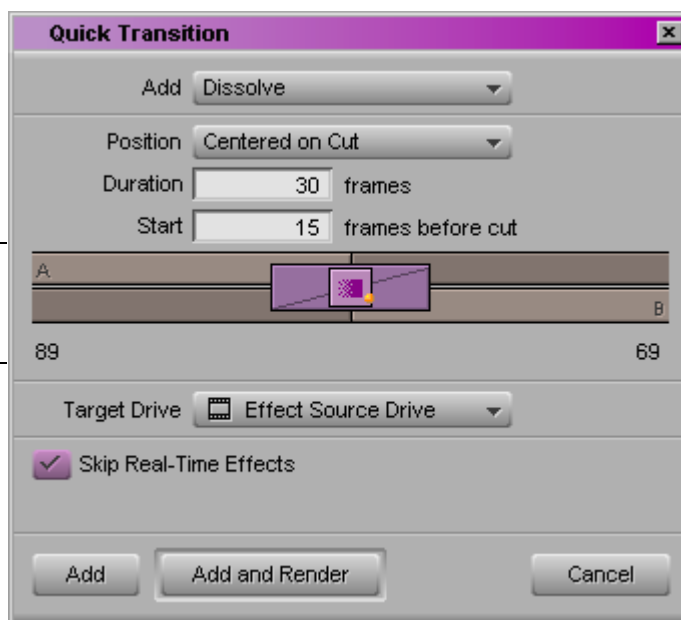 Quick Transition
Add Dissolve
Position Centered on Cut
Duration 30 frames
Start 15 frames before cut
A
B
89 69
Target Drive Effect Source Drive
Skip Real-Time Effects
Add Add and Render Cancel